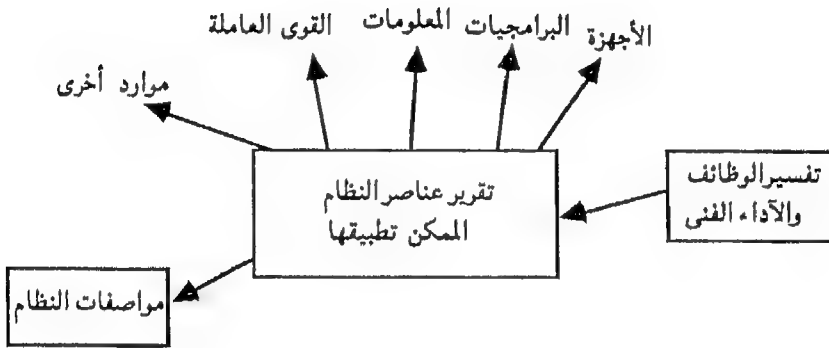 الأجهزة
البرامجيات
المعلومات
القوى العاملة
موارد أخرى
تفسير الوظائف
والآداء الفنى
تقرير عناصر النظام
الممكن تطبيقها
مواصفات النظام